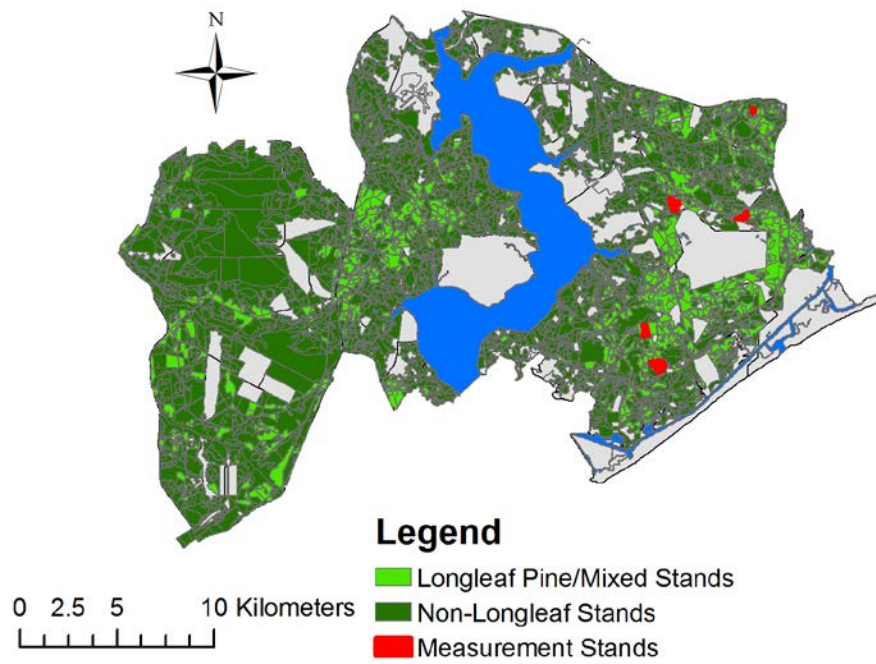 N
Legend
Longleaf Pine/Mixed Stands
Non-Longleaf Stands
Measurement Stands
0 2.5 5 10 Kilometers